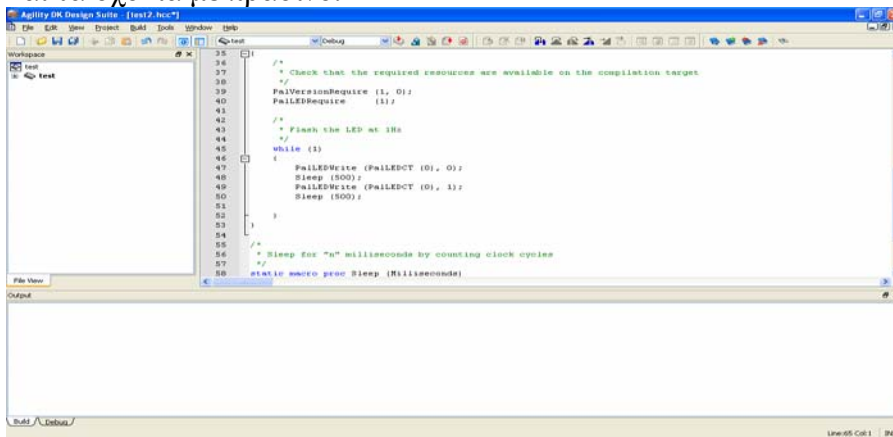 Agility DK Design Suite - [test2.hcc*]
File Edit View Project Build Tools Window Help
test Debug
Workspace
test
test
File View
35 {
36 /*
37 * Check that the required resources are available on the compilation target
38 */
39 PalVersionRequire (1, 0);
40 PalLEDRequire (1);
41
42 /*
43 * Flash the LED at 1Hz
44 */
45 while (1)
46 {
47 PalLEDWrite (PalLEDCT (0), 0);
48 Sleep (500);
49 PalLEDWrite (PalLEDCT (0), 1);
50 Sleep (500);
51
52 }
53 }
54
55 /*
56 * Sleep for "n" milliseconds by counting clock cycles
57 */
58 static macro proc Sleep (Milliseconds)
Output
Build Debug
Line:65 Col:1 IN